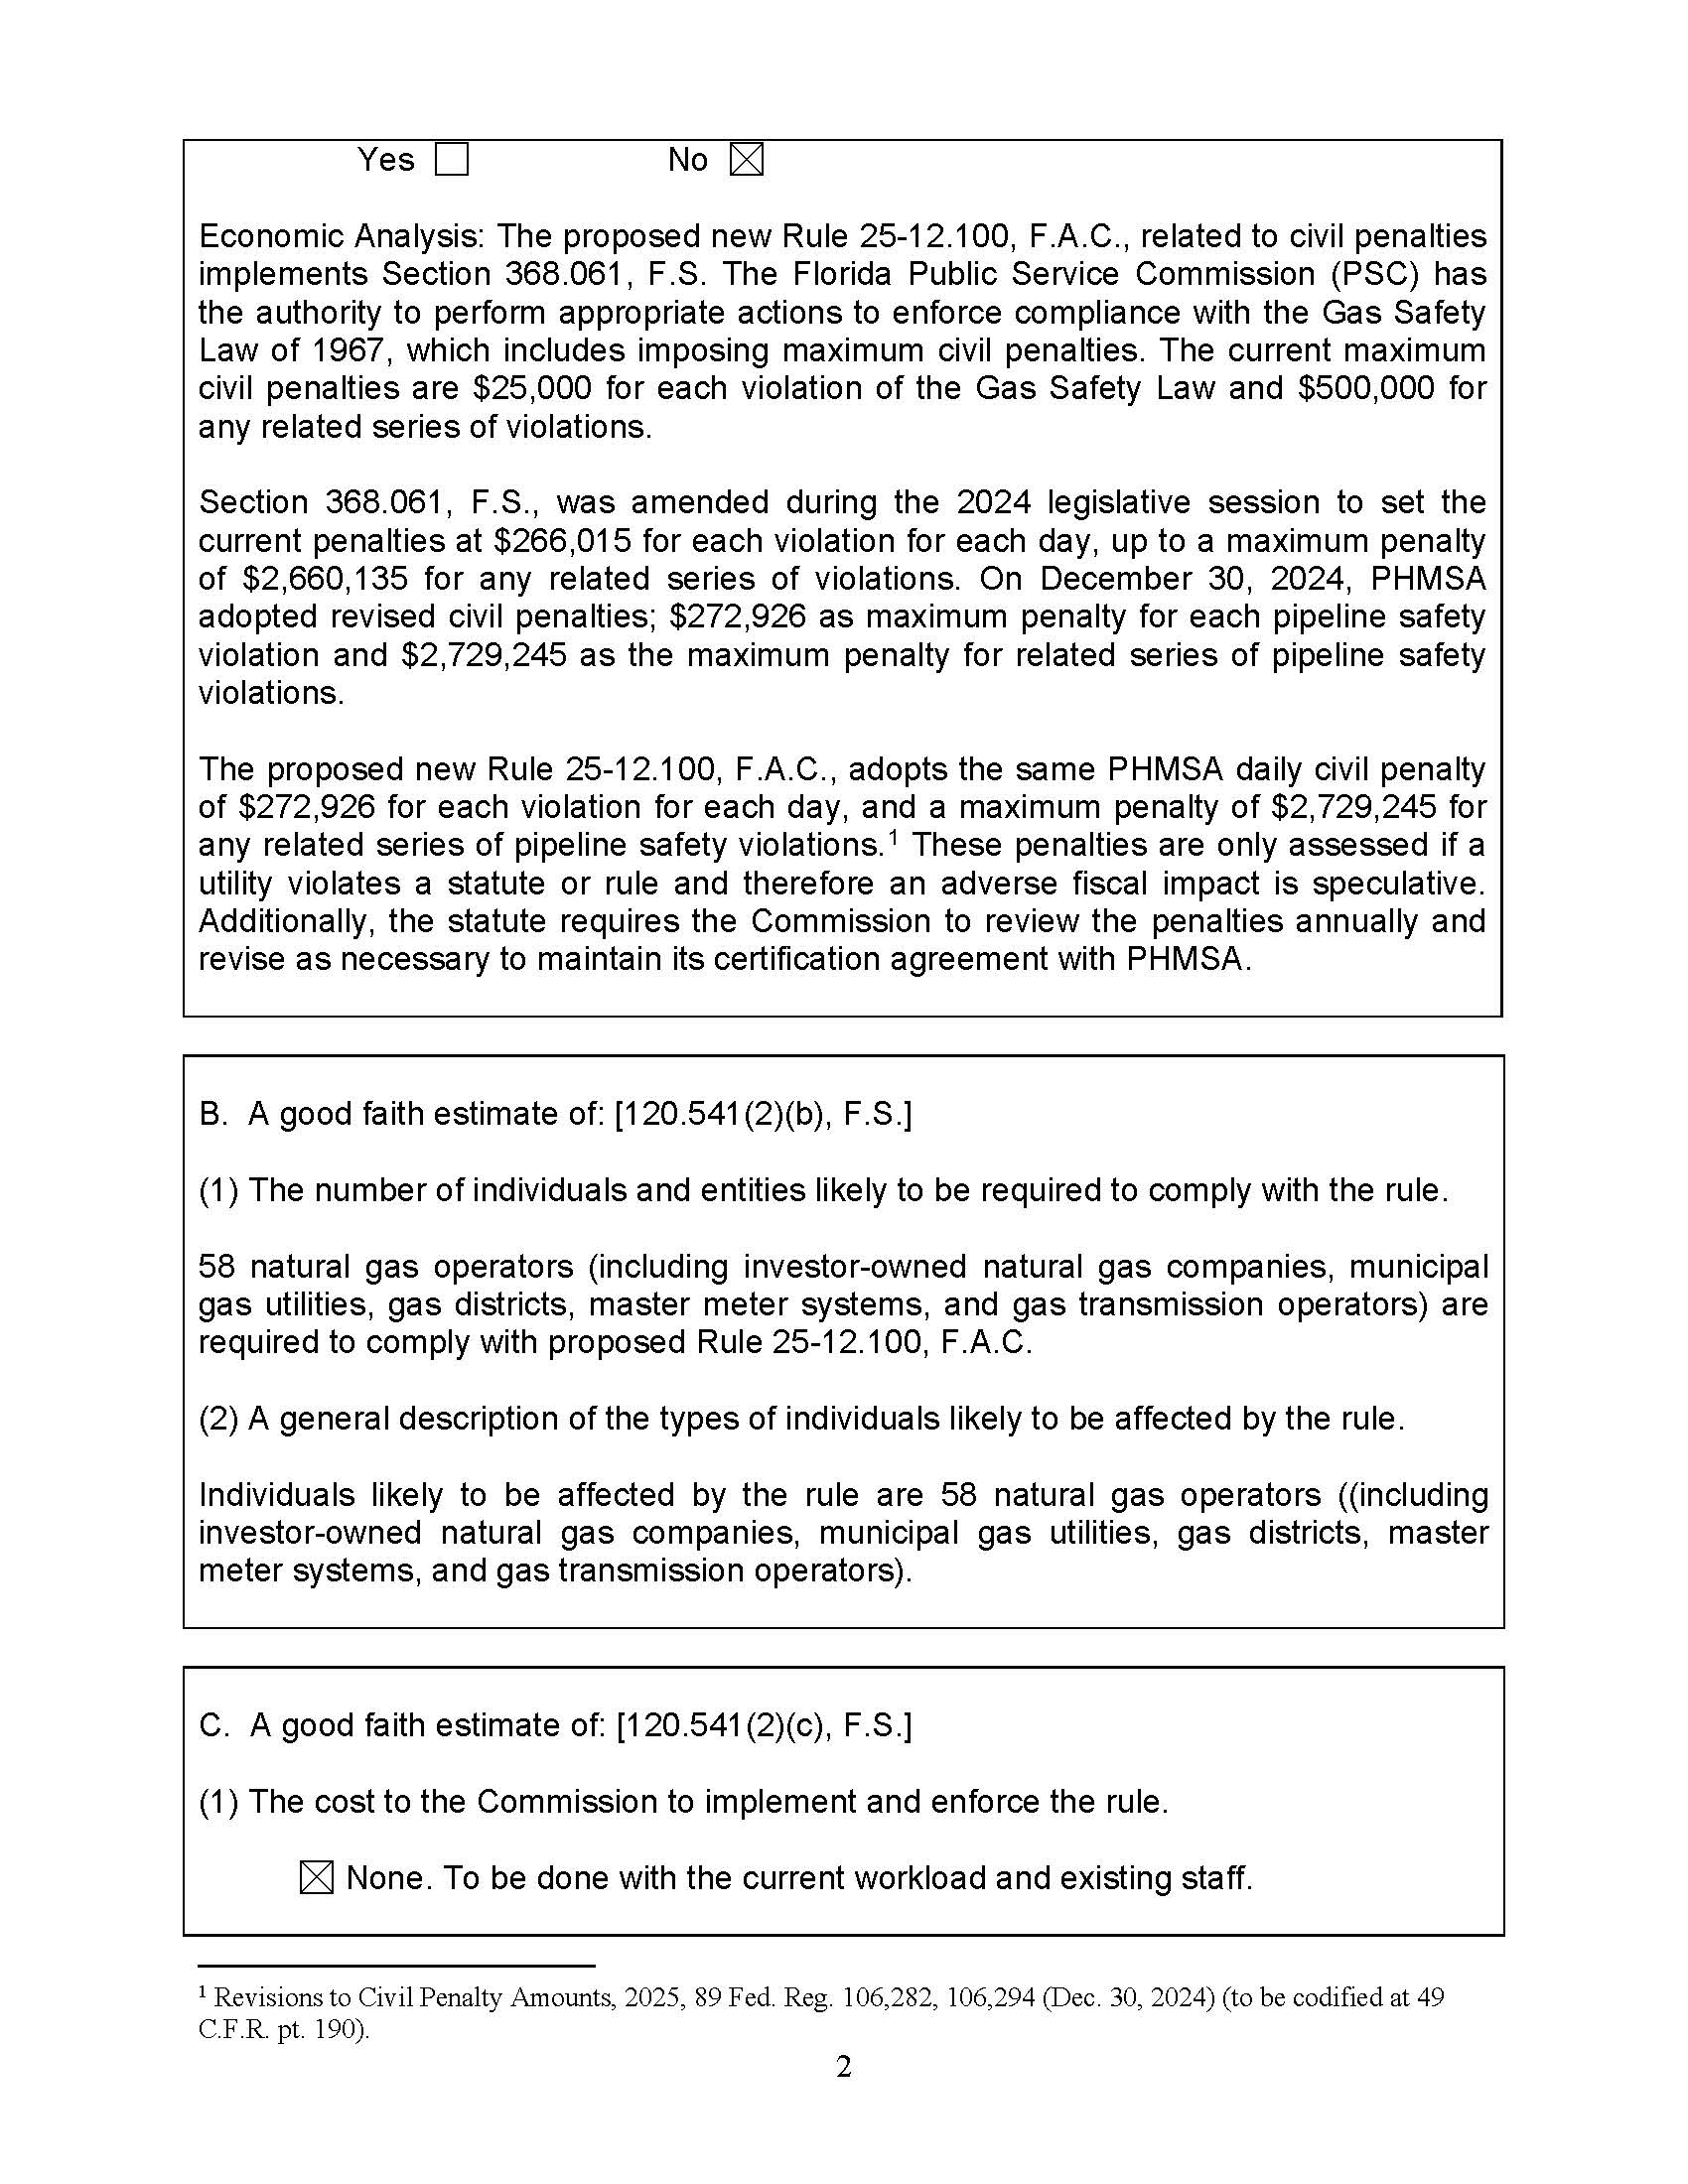 Yes ☐ No ☒
Economic Analysis: The proposed new Rule 25-12.100, F.A.C., related to civil penalties
implements Section 368.061, F.S. The Florida Public Service Commission (PSC) has
the authority to perform appropriate actions to enforce compliance with the Gas Safety
Law of 1967, which includes imposing maximum civil penalties. The current maximum
civil penalties are $25,000 for each violation of the Gas Safety Law and $500,000 for
any related series of violations.
Section 368.061, F.S., was amended during the 2024 legislative session to set the
current penalties at $266,015 for each violation for each day, up to a maximum penalty
of $2,660,135 for any related series of violations. On December 30, 2024, PHMSA
adopted revised civil penalties; $272,926 as maximum penalty for each pipeline safety
violation and $2,729,245 as the maximum penalty for related series of pipeline safety
violations.
The proposed new Rule 25-12.100, F.A.C., adopts the same PHMSA daily civil penalty
of $272,926 for each violation for each day, and a maximum penalty of $2,729,245 for
any related series of pipeline safety violations.¹ These penalties are only assessed if a
utility violates a statute or rule and therefore an adverse fiscal impact is speculative.
Additionally, the statute requires the Commission to review the penalties annually and
revise as necessary to maintain its certification agreement with PHMSA.
B. A good faith estimate of: [120.541(2)(b), F.S.]
(1) The number of individuals and entities likely to be required to comply with the rule.
58 natural gas operators (including investor-owned natural gas companies, municipal
gas utilities, gas districts, master meter systems, and gas transmission operators) are
required to comply with proposed Rule 25-12.100, F.A.C.
(2) A general description of the types of individuals likely to be affected by the rule.
Individuals likely to be affected by the rule are 58 natural gas operators ((including
investor-owned natural gas companies, municipal gas utilities, gas districts, master
meter systems, and gas transmission operators).
C. A good faith estimate of: [120.541(2)(c), F.S.]
(1) The cost to the Commission to implement and enforce the rule.
☒ None. To be done with the current workload and existing staff.
¹ Revisions to Civil Penalty Amounts, 2025, 89 Fed. Reg. 106,282, 106,294 (Dec. 30, 2024) (to be codified at 49
C.F.R. pt. 190).
2